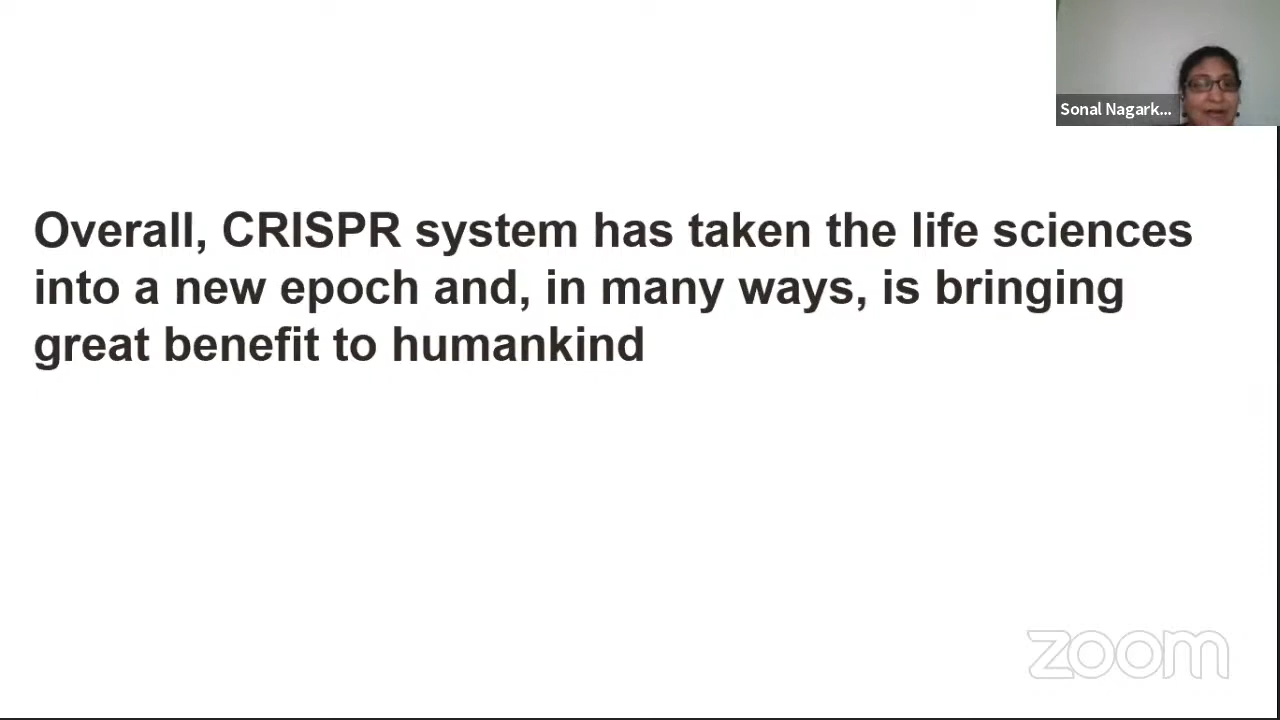 Sonal Nagark...
Overall, CRISPR system has taken the life sciences
into a new epoch and, in many ways, is bringing
great benefit to humankind
zoom